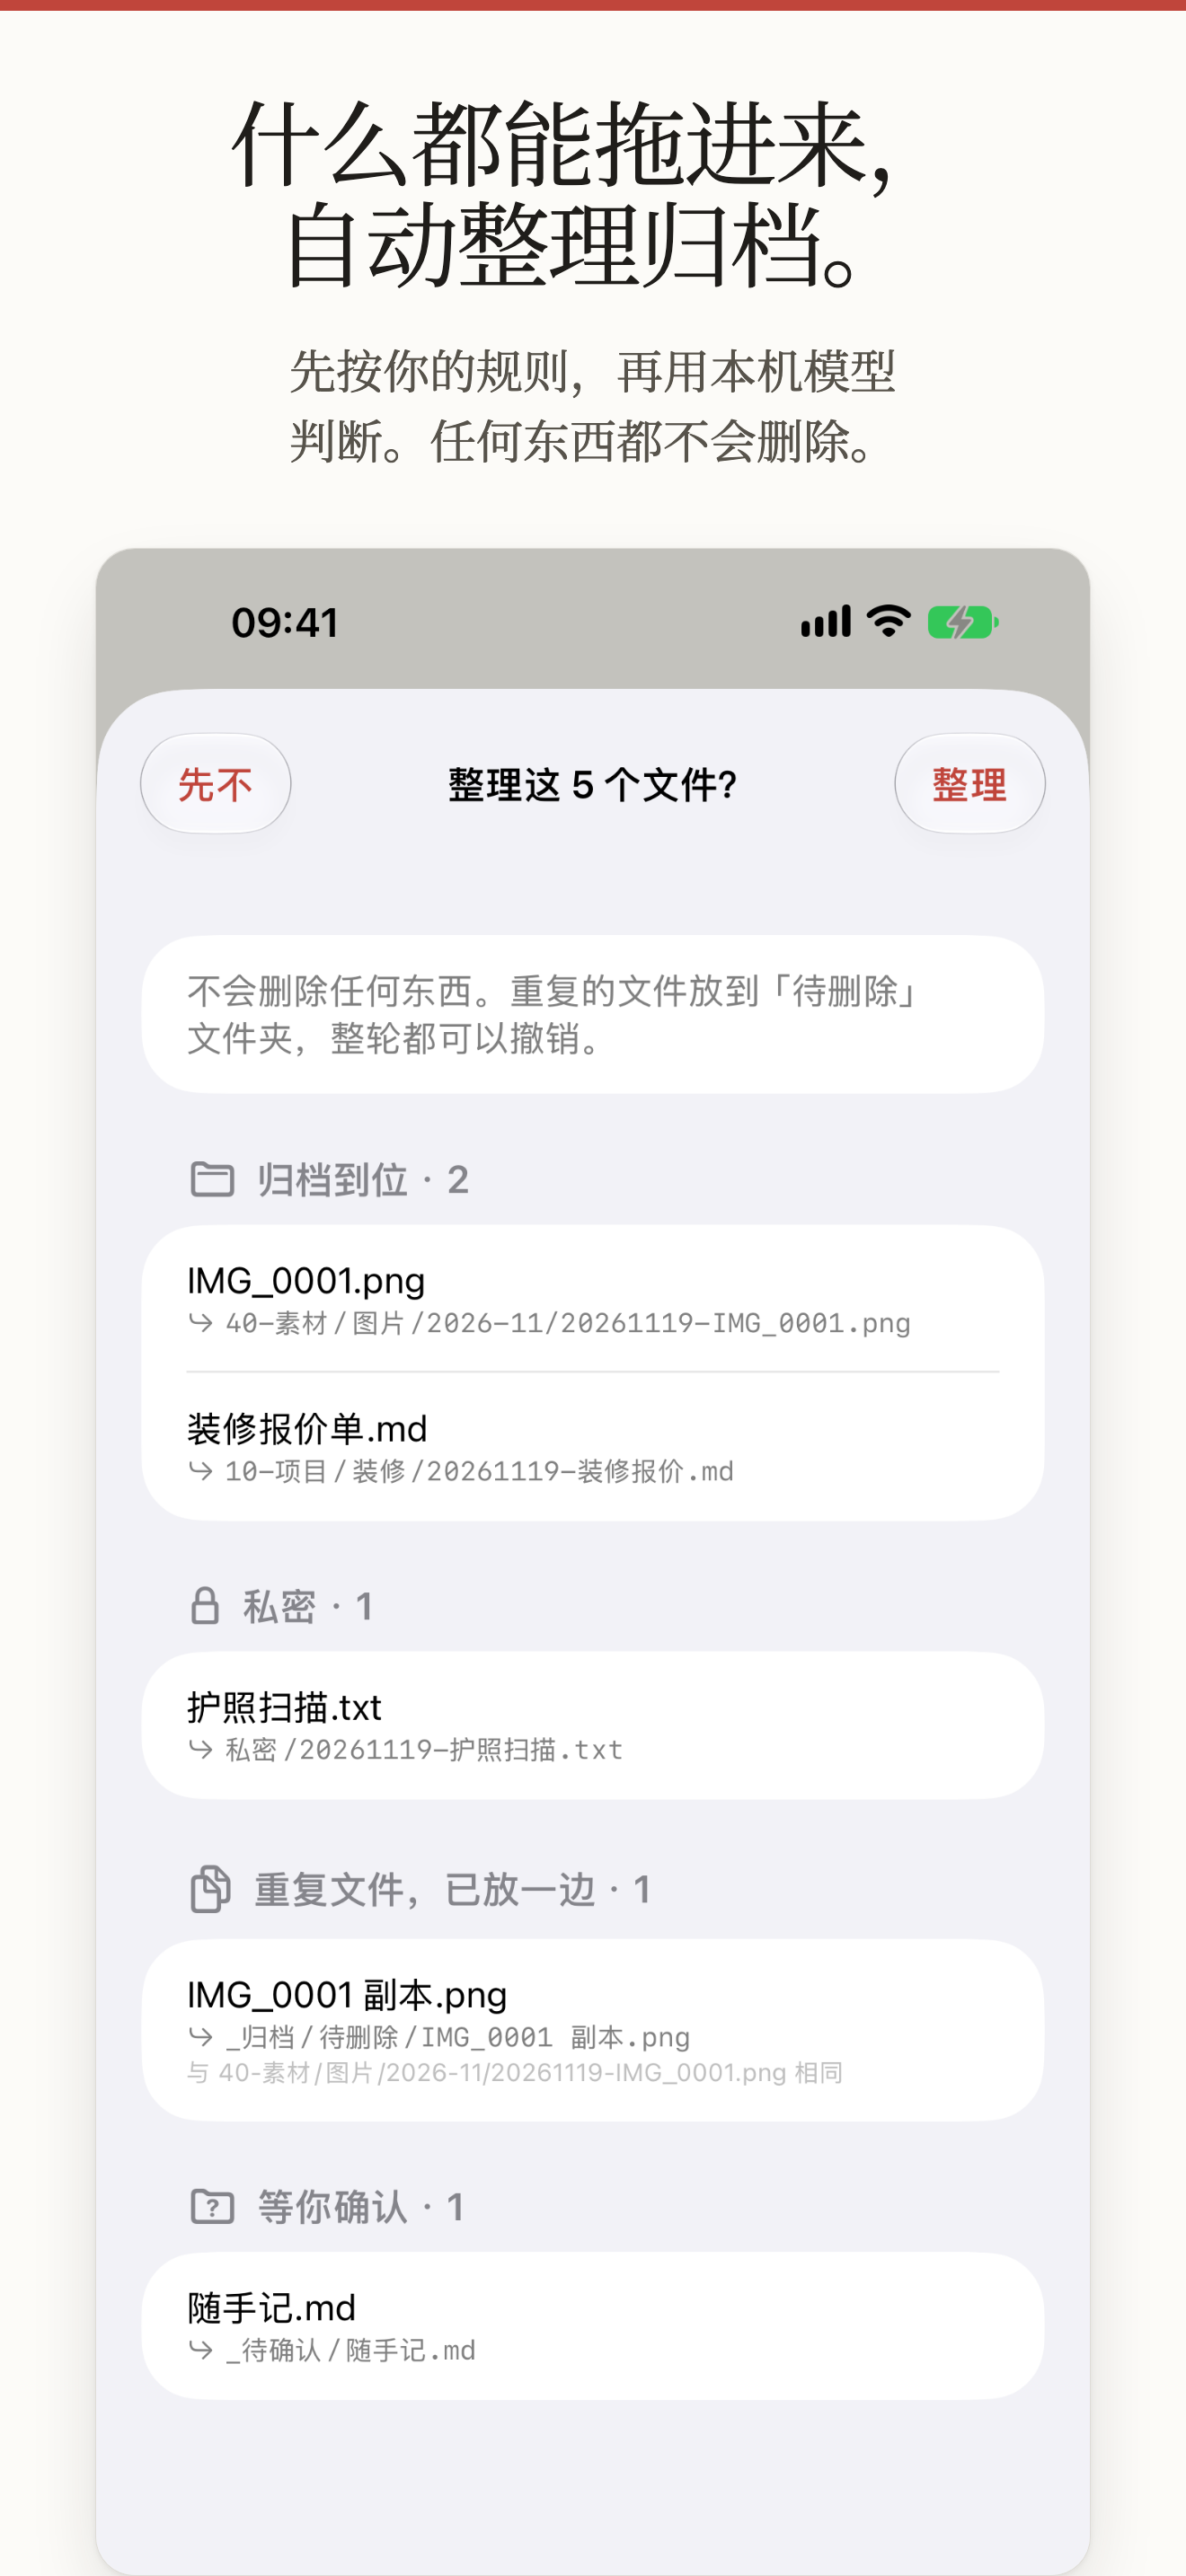 什么都能拖进来,
自动整理归档。
先按你的规则，再用本机模型
判断。任何东西都不会删除。
09:41
先不
整理这 5 个文件?
整理
不会删除任何东西。重复的文件放到「待删除」
文件夹，整轮都可以撤销。
归档到位 · 2
IMG_0001.png
40-素材/图片/2026-11/20261119-IMG_0001.png
装修报价单.md
10-项目/装修/20261119-装修报价.md
私密 · 1
护照扫描.txt
私密/20261119-护照扫描.txt
重复文件，已放一边 · 1
IMG_0001 副本.png
_归档/待删除/IMG_0001 副本.png
与 40-素材/图片/2026-11/20261119-IMG_0001.png 相同
等你确认 · 1
随手记.md
_待确认/随手记.md